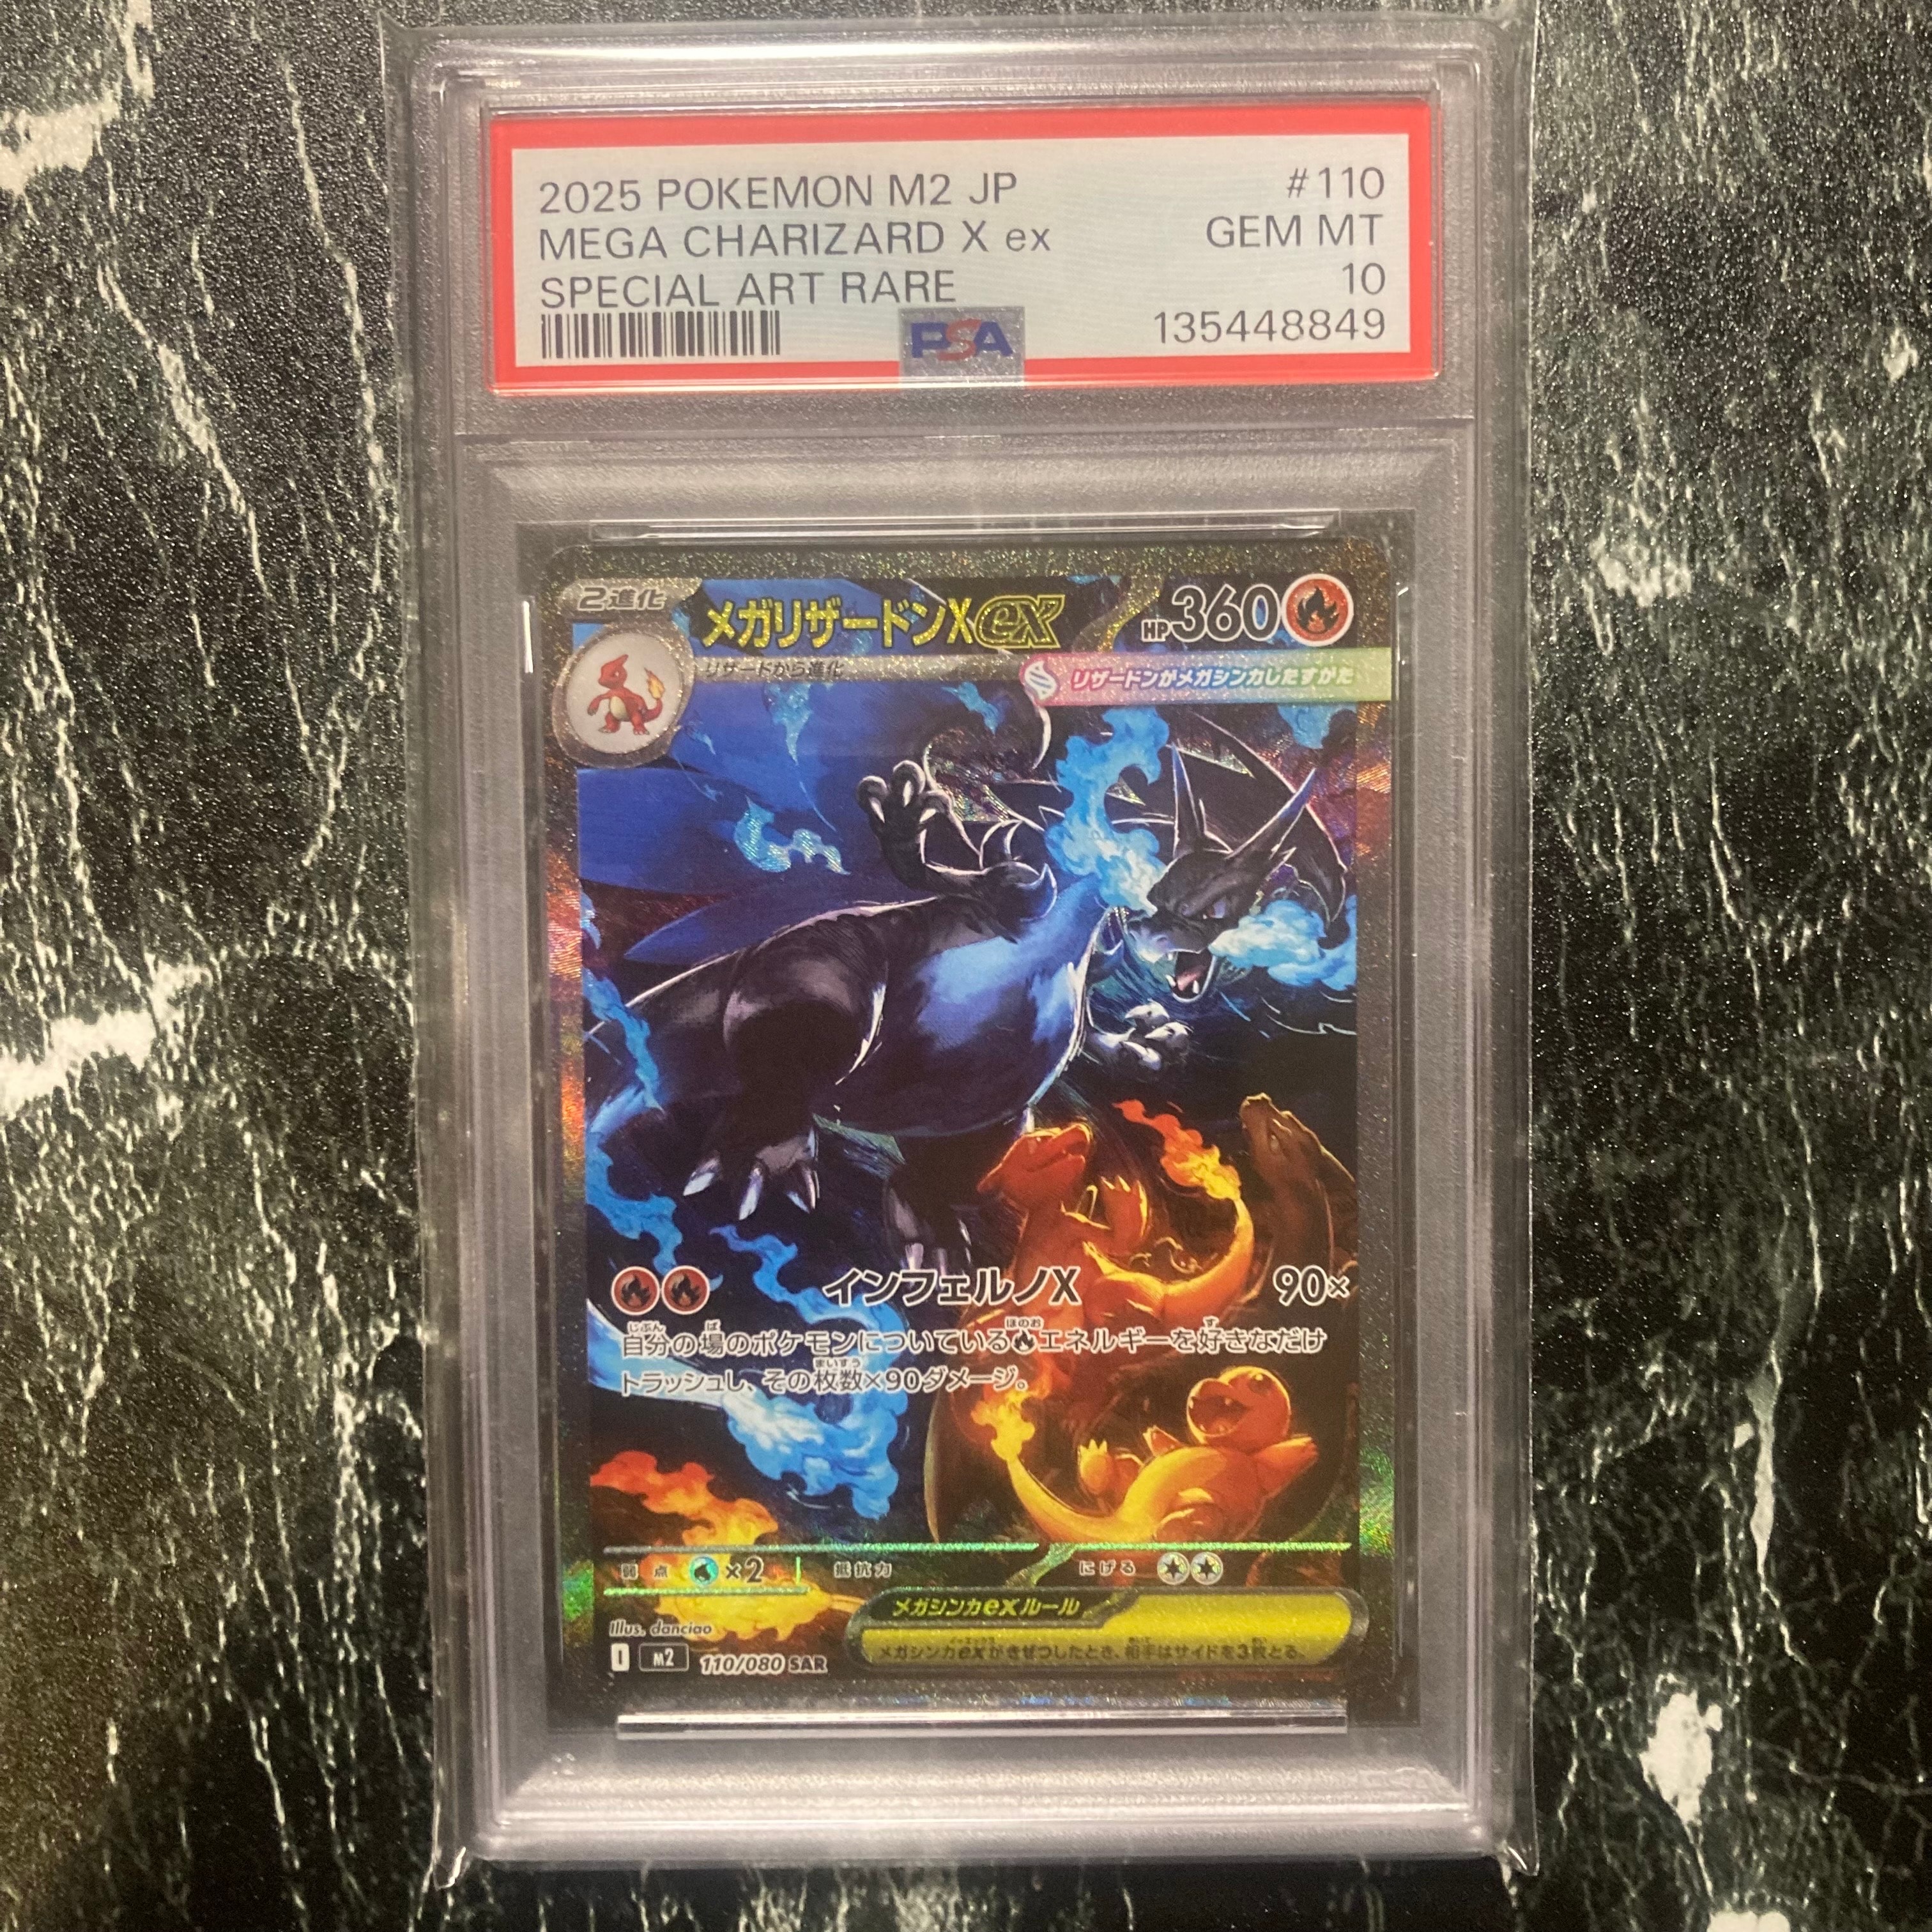 2025 POKEMON M2 JP #110
MEGA CHARIZARD X ex GEM MT
SPECIAL ART RARE 10
PSA 135448849
2進化 メガリザードンXex HP360
リザードから進化 リザードンがメガシンカしたすがた
インフェルノX 90×
自分の場のポケモンについているエネルギーを好きなだけ
トラッシュし、その枚数×90ダメージ。
弱点 ×2 抵抗力 にげる
メガシンカexルール
メガシンカexがきぜつしたとき、相手はサイドを3枚とる。
Illus. danciao
I M2 110/080 SAR